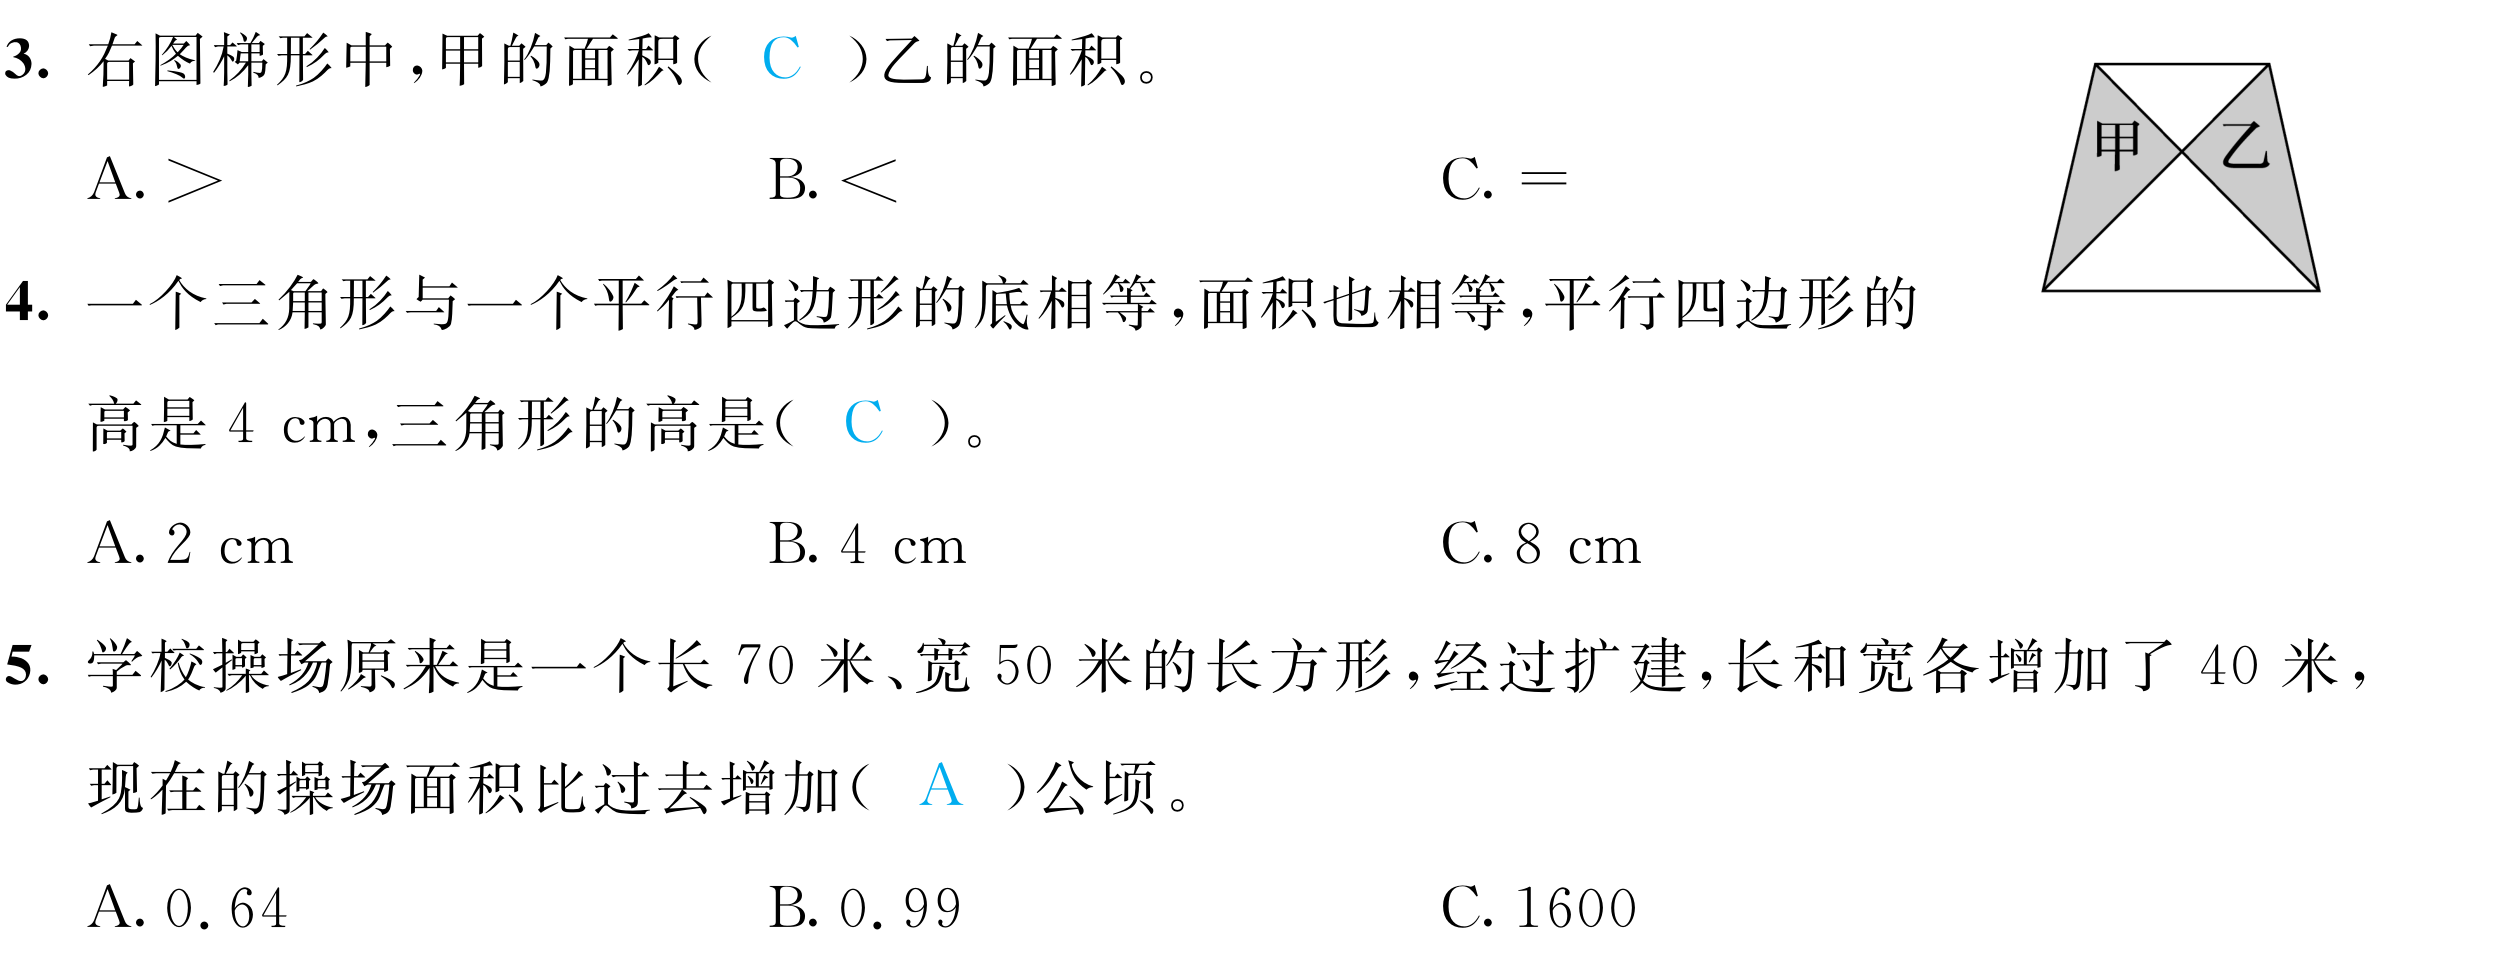 3. 右图梯形中,甲的面积( C )乙的面积。
甲 乙
A. > B. < C. =
4. 一个三角形与一个平行四边形的底相等,面积也相等,平行四边形的
高是 4 cm,三角形的高是( C )。
A. 2 cm B. 4 cm C. 8 cm
5. 学校操场原来是一个长 70 米、宽 50 米的长方形,经过扩建,长和宽各增加了 40 米,
现在的操场面积比过去增加( A )公顷。
A. 0.64 B. 0.99 C. 1600